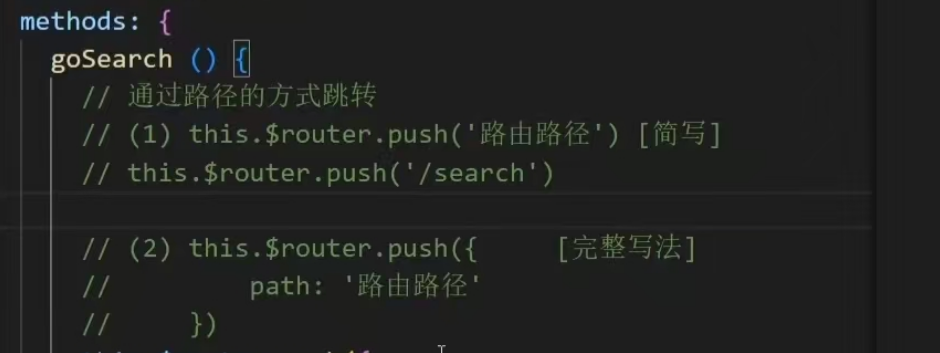 methods: {
goSearch () {
// 通过路径的方式跳转
// (1) this.$router.push('路由路径') [简写]
// this.$router.push('/search')
// (2) this.$router.push({ [完整写法]
// path: '路由路径'
// })